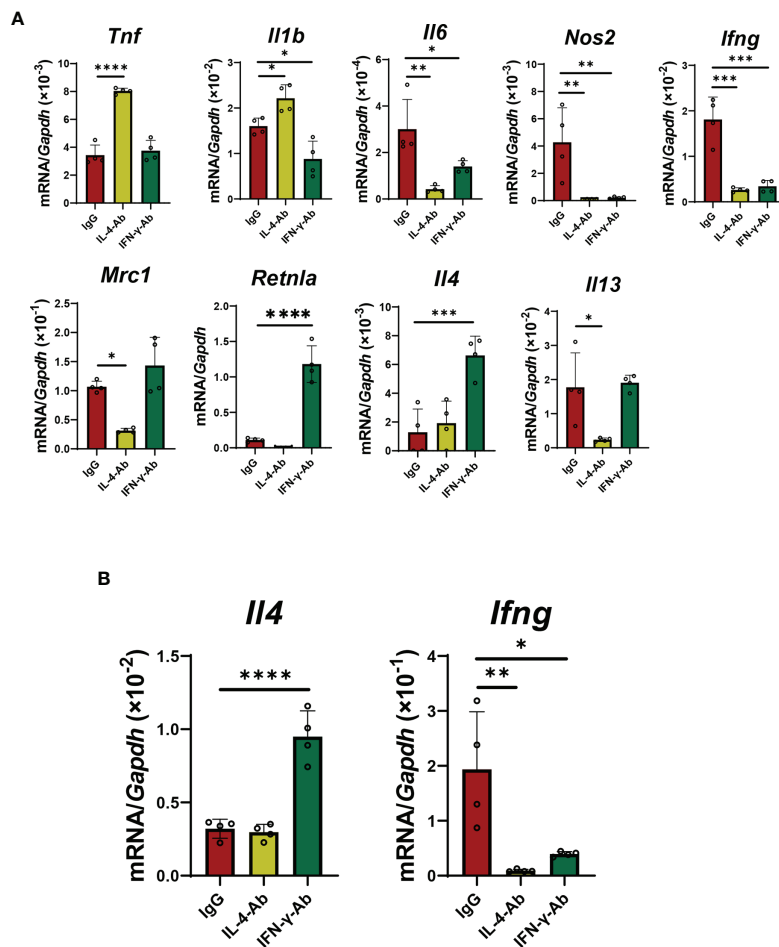 A
Tnf
Il1b
Il6
Nos2
Ifng
mRNA/Gapdh (×10⁻³)
10
8
6
4
2
0
****
IgG
IL-4-Ab
IFN-γ-Ab
mRNA/Gapdh (×10⁻²)
3
2
1
0
*
*
IgG
IL-4-Ab
IFN-γ-Ab
mRNA/Gapdh (×10⁻⁴)
6
4
2
0
*
**
IgG
IL-4-Ab
IFN-γ-Ab
mRNA/Gapdh (×10⁻³)
10
8
6
4
2
0
**
**
IgG
IL-4-Ab
IFN-γ-Ab
mRNA/Gapdh (×10⁻²)
3
2
1
0
***
***
IgG
IL-4-Ab
IFN-γ-Ab
Mrc1
Retnla
Il4
Il13
mRNA/Gapdh (×10⁻¹)
2.5
2.0
1.5
1.0
0.5
0.0
*
IgG
IL-4-Ab
IFN-γ-Ab
mRNA/Gapdh
2.0
1.5
1.0
0.5
0.0
****
IgG
IL-4-Ab
IFN-γ-Ab
mRNA/Gapdh (×10⁻³)
10
8
6
4
2
0
***
IgG
IL-4-Ab
IFN-γ-Ab
mRNA/Gapdh (×10⁻²)
4
3
2
1
0
*
IgG
IL-4-Ab
IFN-γ-Ab
B
Il4
Ifng
mRNA/Gapdh (×10⁻²)
1.5
1.0
0.5
0.0
****
IgG
IL-4-Ab
IFN-γ-Ab
mRNA/Gapdh (×10⁻¹)
4
3
2
1
0
*
**
IgG
IL-4-Ab
IFN-γ-Ab